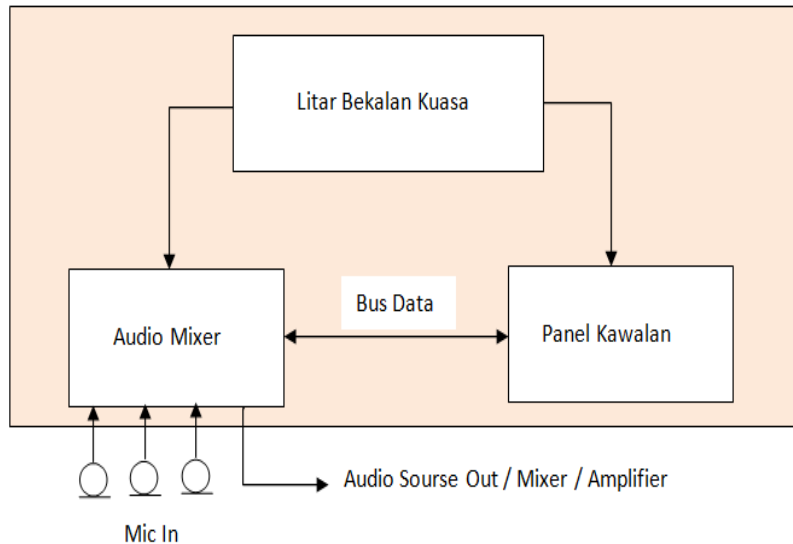 Litar Bekalan Kuasa
Bus Data
Audio Mixer
Panel Kawalan
Audio Sourse Out / Mixer / Amplifier
Mic In